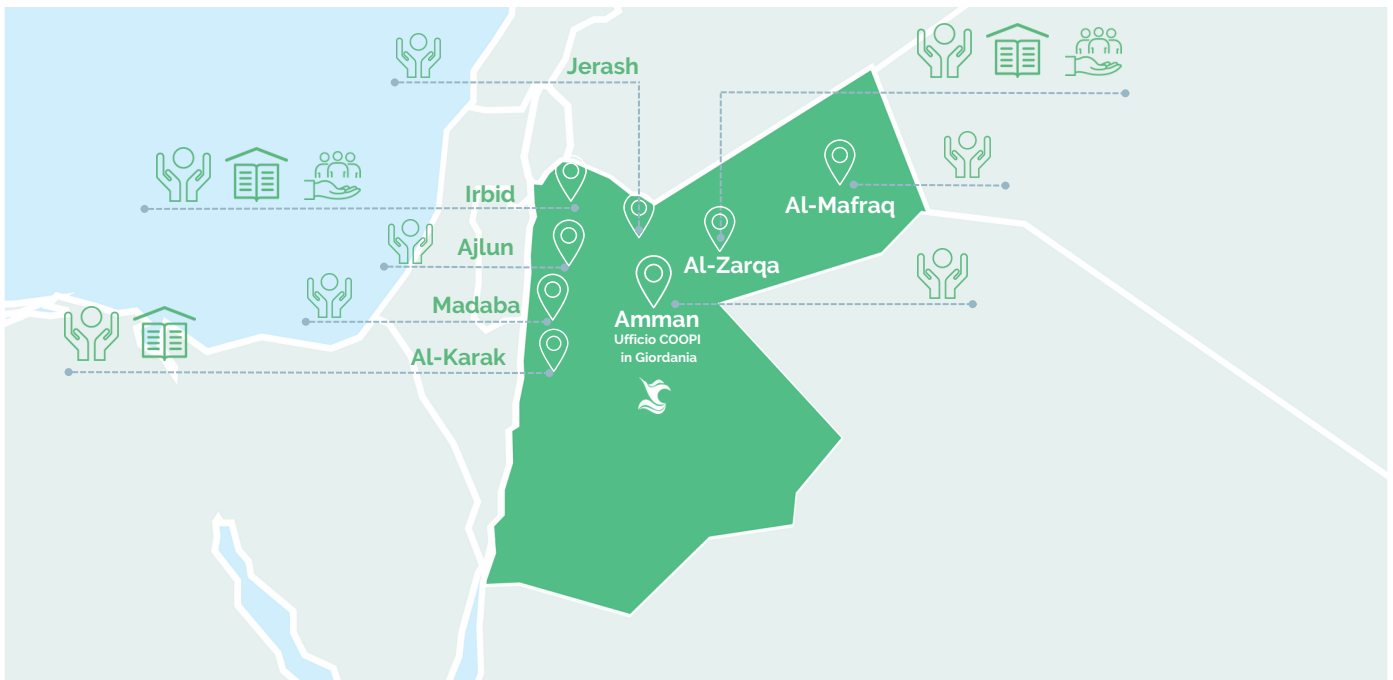 Jerash
Irbid
Al-Mafraq
Ajlun
Al-Zarqa
Madaba
Amman
Ufficio COOPI
in Giordania
Al-Karak